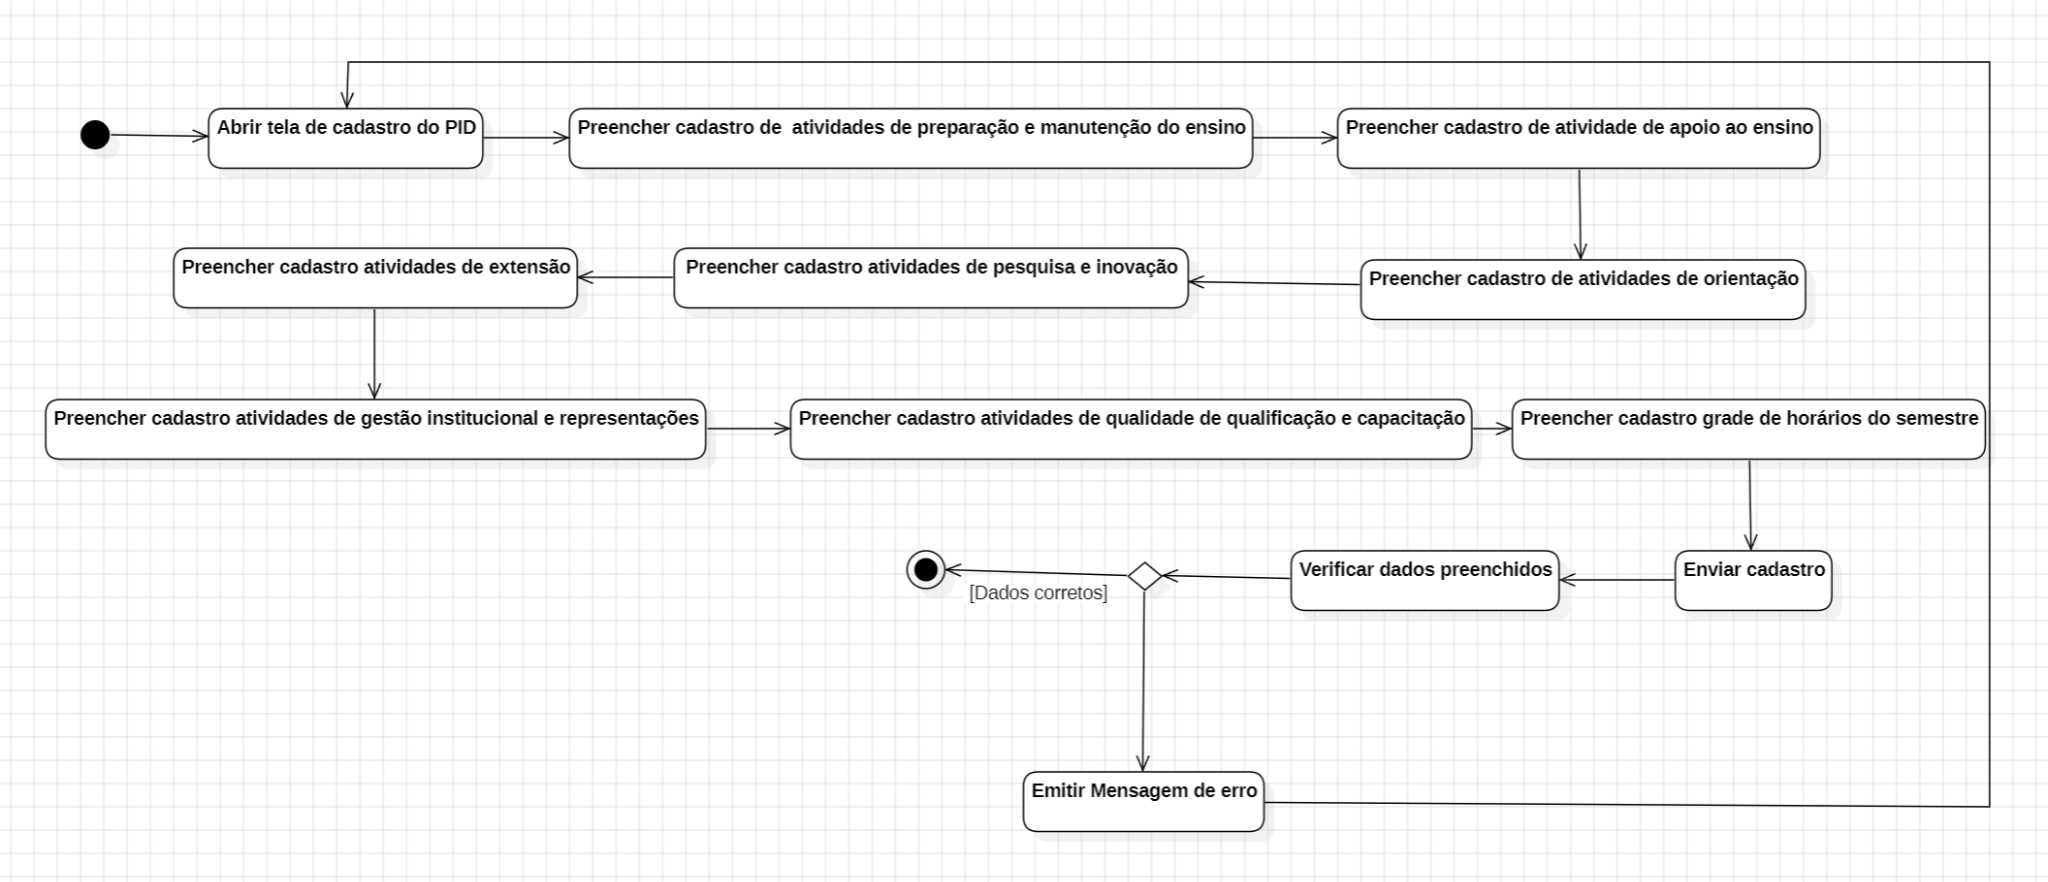 Abrir tela de cadastro do PID
Preencher cadastro de  atividades de preparação e manutenção do ensino
Preencher cadastro de atividade de apoio ao ensino
Preencher cadastro atividades de extensão
Preencher cadastro atividades de pesquisa e inovação
Preencher cadastro de atividades de orientação
Preencher cadastro atividades de gestão institucional e representações
Preencher cadastro atividades de qualidade de qualificação e capacitação
Preencher cadastro grade de horários do semestre
[Dados corretos]
Verificar dados preenchidos
Enviar cadastro
Emitir Mensagem de erro